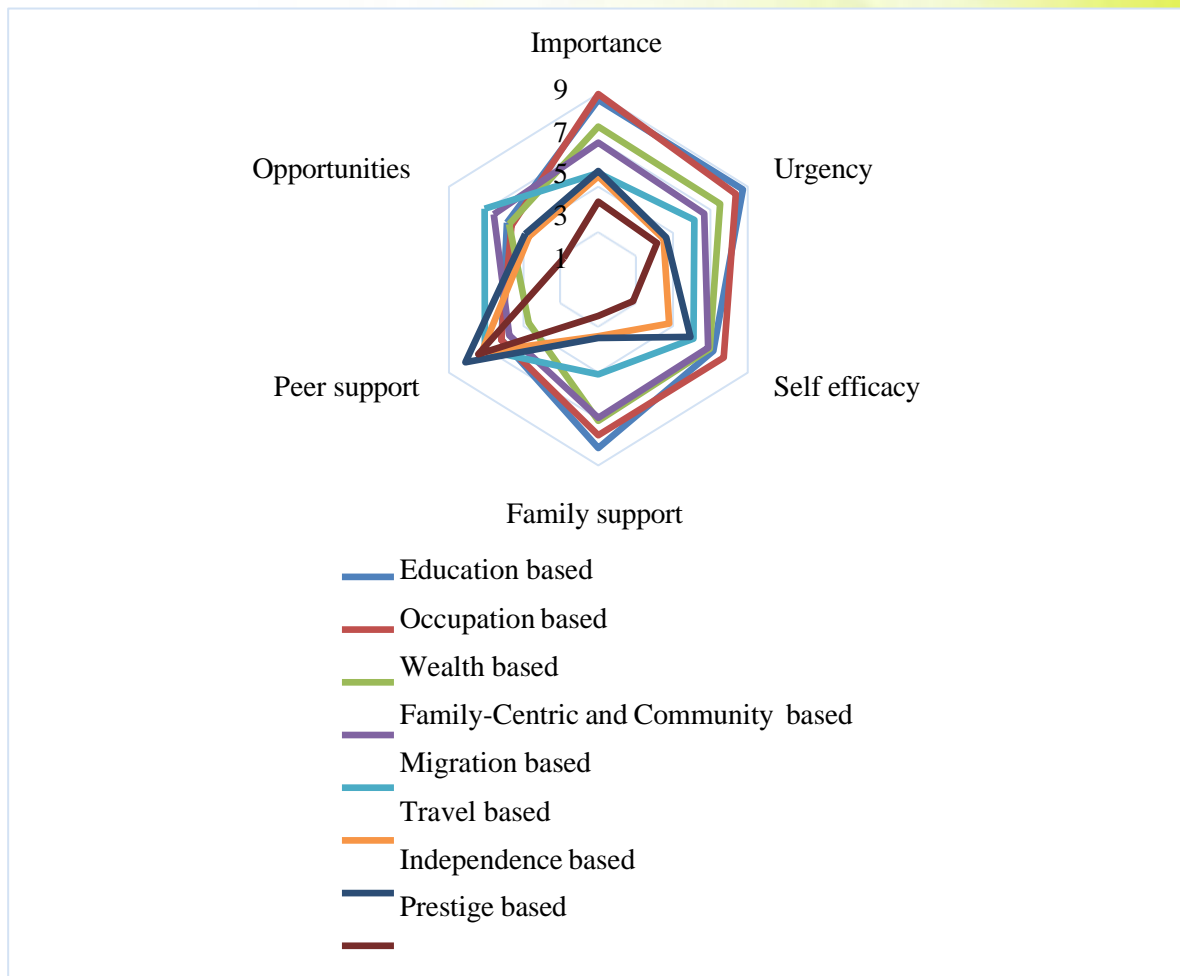 Importance
9
7
Opportunities
5
Urgency
3
1
Peer support
Self efficacy
Family support
Education based
Occupation based
Wealth based
Family-Centric and Community based
Migration based
Travel based
Independence based
Prestige based